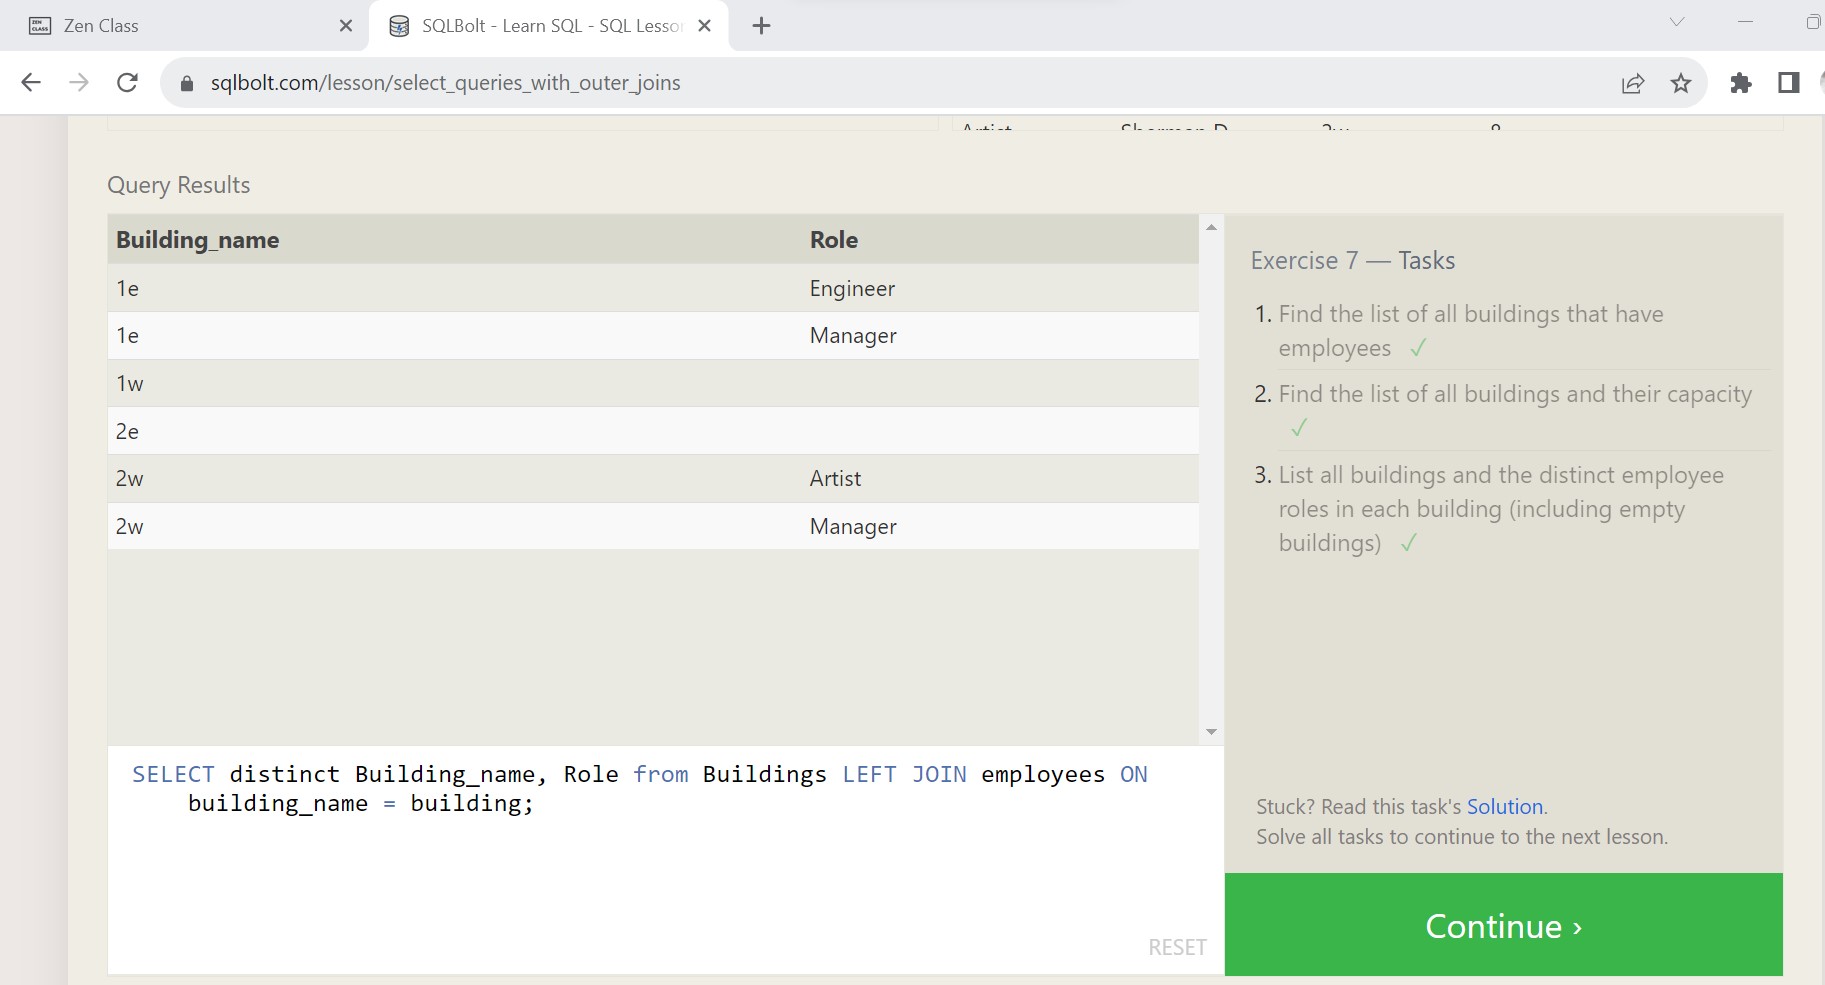 Zen Class
SQLBolt - Learn SQL - SQL Lesso
sqlbolt.com/lesson/select_queries_with_outer_joins
Query Results
Building_name Role
1e Engineer
1e Manager
1w
2e
2w Artist
2w Manager
SELECT distinct Building_name, Role from Buildings LEFT JOIN employees ON
building_name = building;
RESET
Exercise 7 — Tasks
1. Find the list of all buildings that have
employees ✓
2. Find the list of all buildings and their capacity
✓
3. List all buildings and the distinct employee
roles in each building (including empty
buildings) ✓
Stuck? Read this task's Solution.
Solve all tasks to continue to the next lesson.
Continue ›